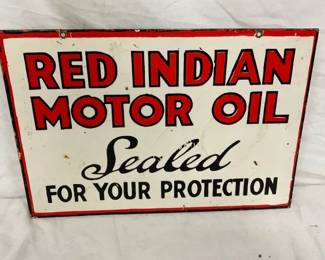 RED INDIAN
MOTOR OIL
Sealed
FOR YOUR PROTECTION